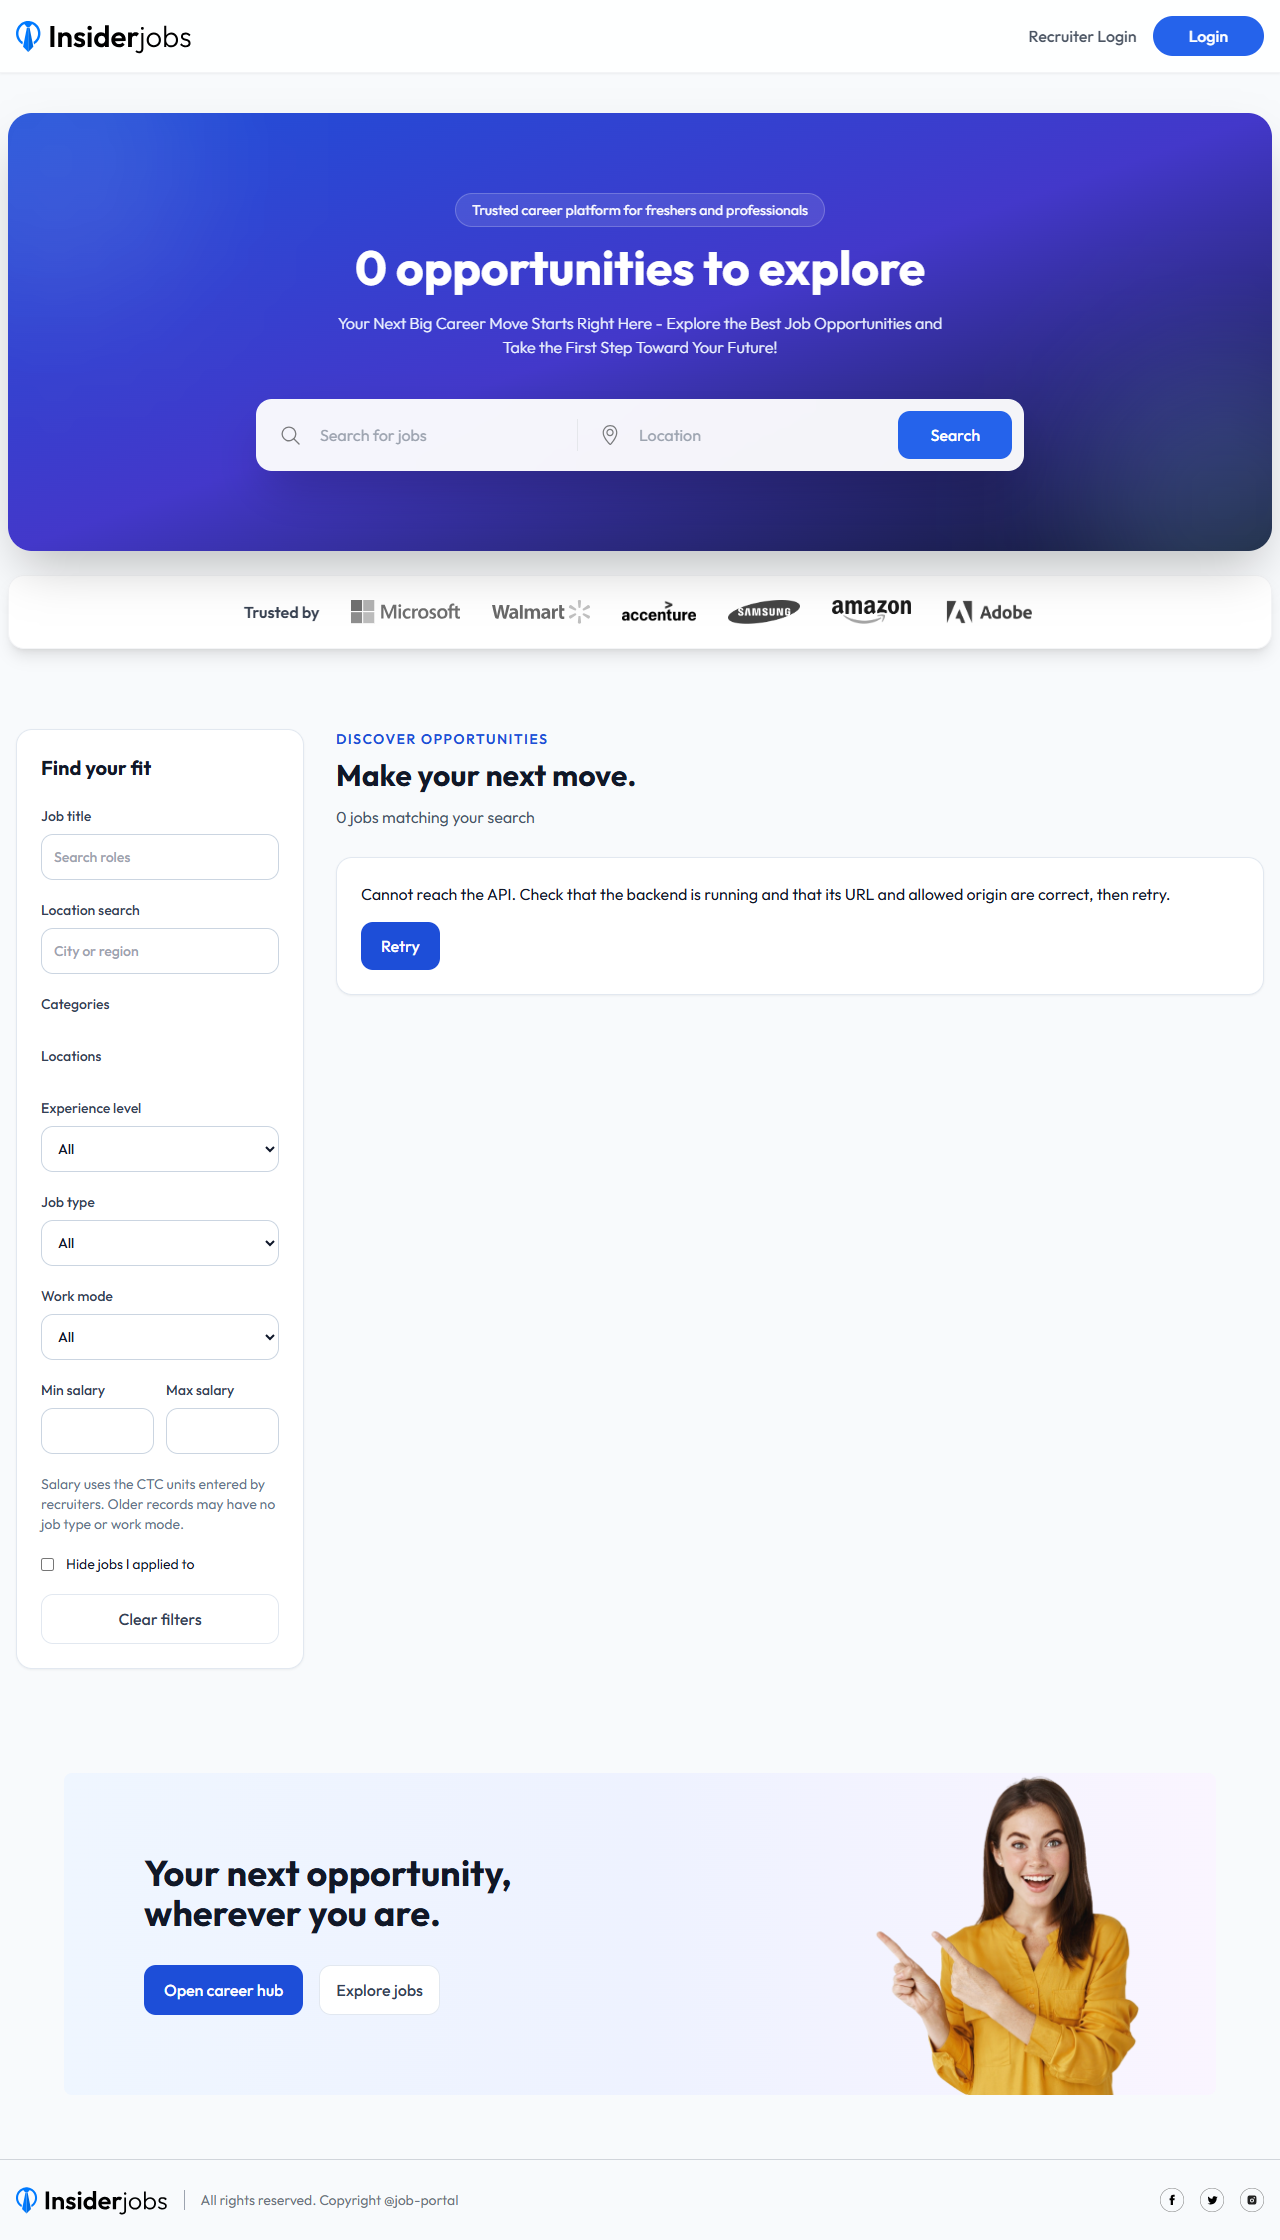 Insiderjobs
Recruiter Login
Login
Trusted career platform for freshers and professionals
0 opportunities to explore
Your Next Big Career Move Starts Right Here - Explore the Best Job Opportunities and
Take the First Step Toward Your Future!
Search for jobs
Location
Search
Trusted by
Microsoft
Walmart
accenture
SAMSUNG
amazon
Adobe
Find your fit
Job title
Search roles
Location search
City or region
Categories
Locations
Experience level
All
Job type
All
Work mode
All
Min salary
Max salary
Salary uses the CTC units entered by
recruiters. Older records may have no
job type or work mode.
Hide jobs I applied to
Clear filters
DISCOVER OPPORTUNITIES
Make your next move.
0 jobs matching your search
Cannot reach the API. Check that the backend is running and that its URL and allowed origin are correct, then retry.
Retry
Your next opportunity,
wherever you are.
Open career hub
Explore jobs
Insiderjobs
All rights reserved. Copyright @job-portal